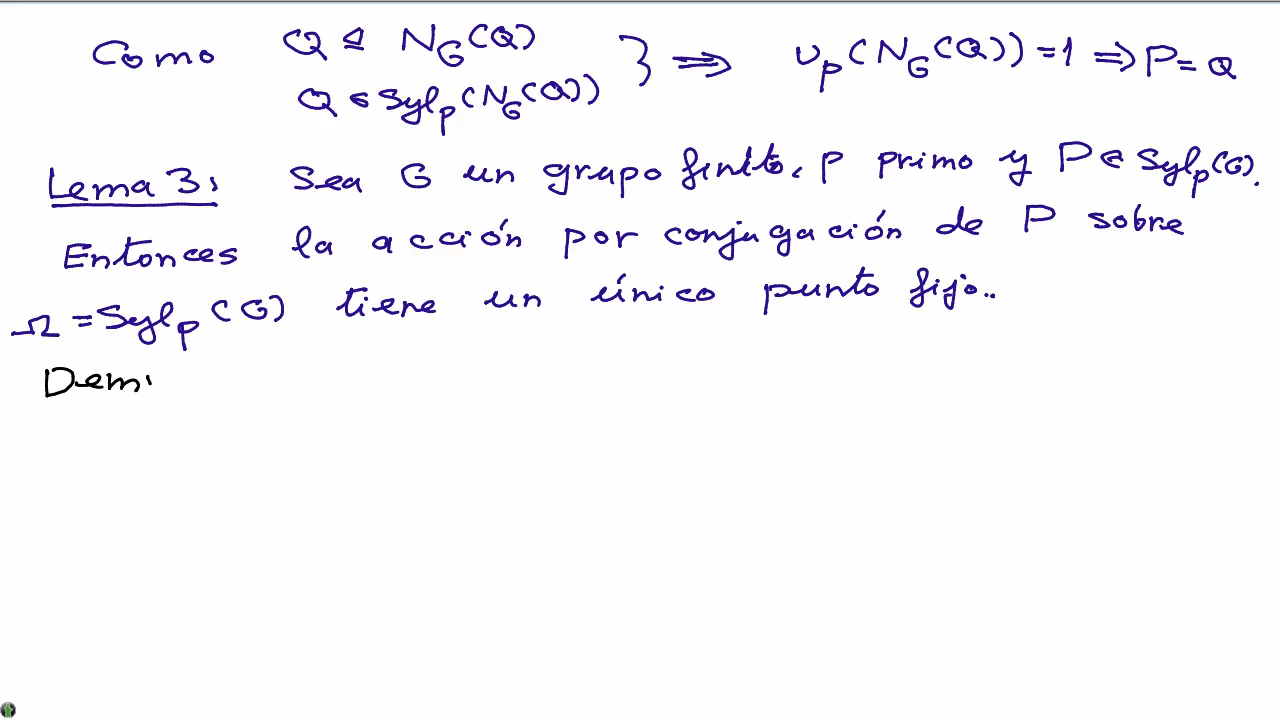 Como Q ⊴ N_G(Q) } ⟹ ν_p(N_G(Q)) = 1 ⟹ P = Q
Q ∈ Syl_p(N_G(Q))
Lema 3: Sea G un grupo finito, p primo y P ∈ Syl_p(G).
Entonces la acción por conjugación de P sobre
Ω = Syl_p(G) tiene un único punto fijo..
Dem: